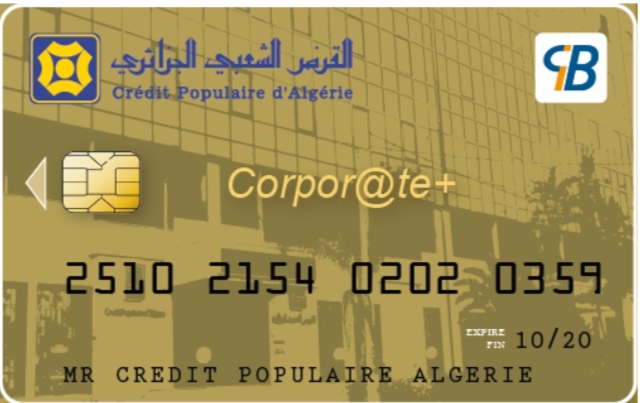 القرض الشعبي الجزائري
Crédit Populaire d'Algérie
CIB
Corpor@te+
2510 2154 0202 0359
EXPIRE
FIN 10/20
MR CREDIT POPULAIRE ALGERIE